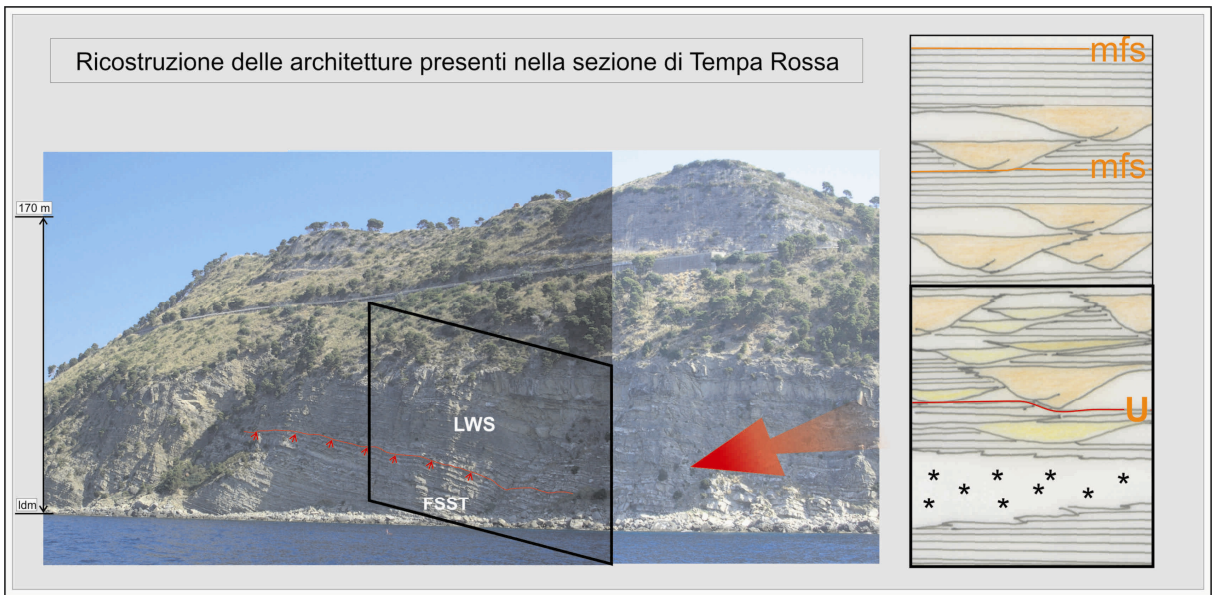 Ricostruzione delle architetture presenti nella sezione di Tempa Rossa
mfs
mfs
170 m
LWS
U
FSST
ldm